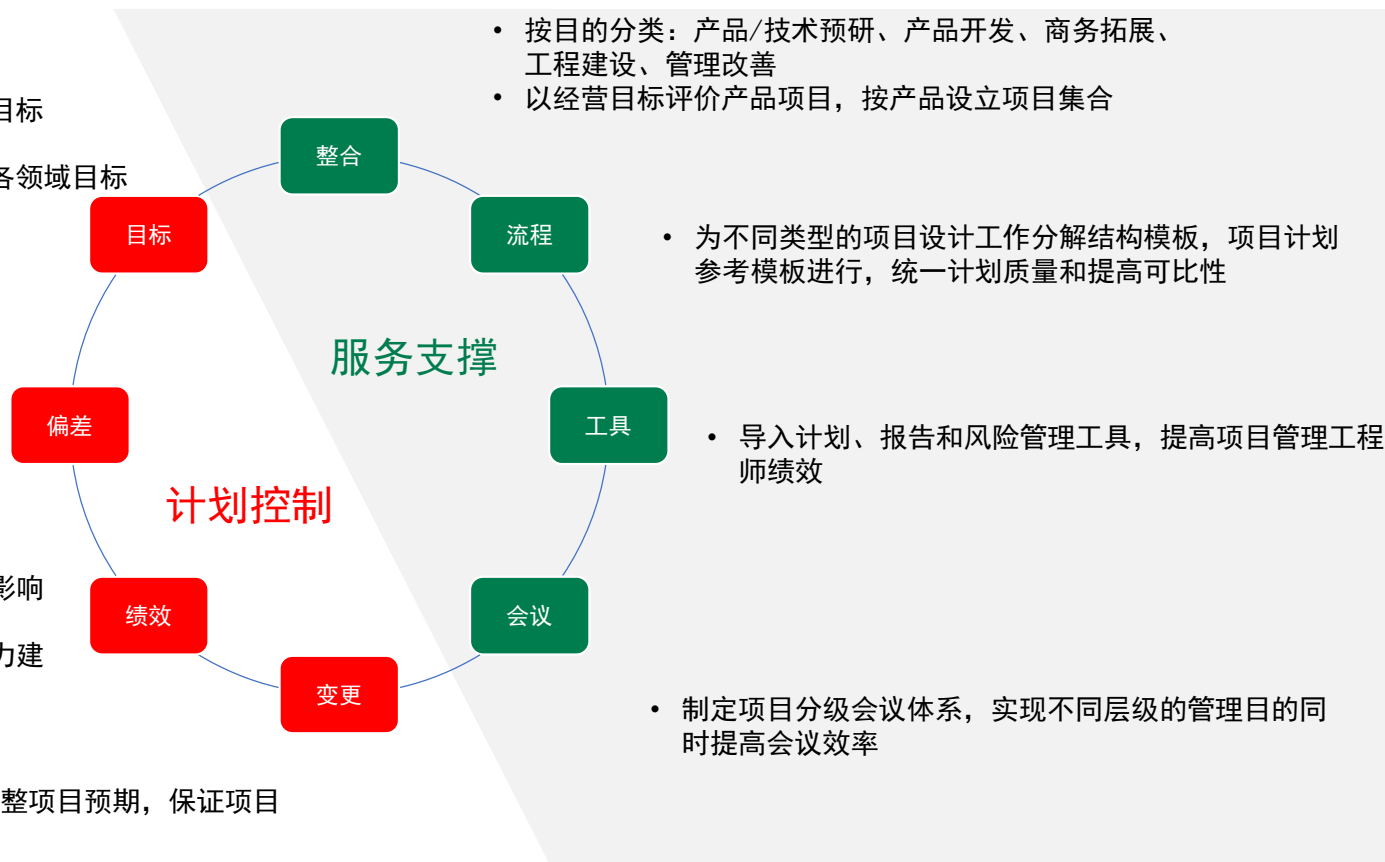 • 按目的分类：产品/技术预研、产品开发、商务拓展、
工程建设、管理改善
• 以经营目标评价产品项目，按产品设立项目集合
目标
各领域目标
整合
目标
流程
• 为不同类型的项目设计工作分解结构模板，项目计划
参考模板进行，统一计划质量和提高可比性
服务支撑
偏差
工具
• 导入计划、报告和风险管理工具，提高项目管理工程
师绩效
计划控制
影响
绩效
会议
力建
变更
• 制定项目分级会议体系，实现不同层级的管理目的同
时提高会议效率
整项目预期，保证项目